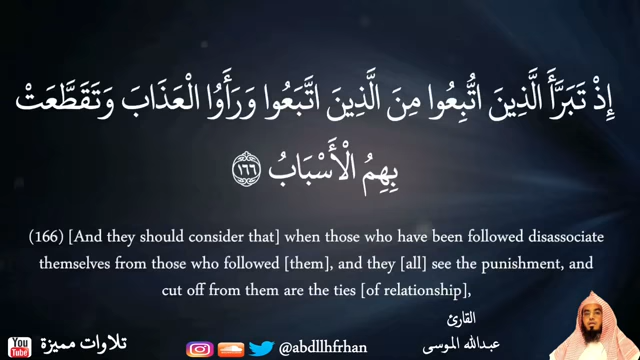 إِذْ تَبَرَّأَ الَّذِينَ اتُّبِعُوا مِنَ الَّذِينَ اتَّبَعُوا وَرَأَوُا الْعَذَابَ وَتَقَطَّعَتْ
بِهِمُ الْأَسْبَابُ ١٦٦
(166) [And they should consider that] when those who have been followed disassociate
themselves from those who followed [them], and they [all] see the punishment, and
cut off from them are the ties [of relationship],
القارئ
عبدالله الموسى
You Tube تلاوات مميزة
@abdllhfrhan